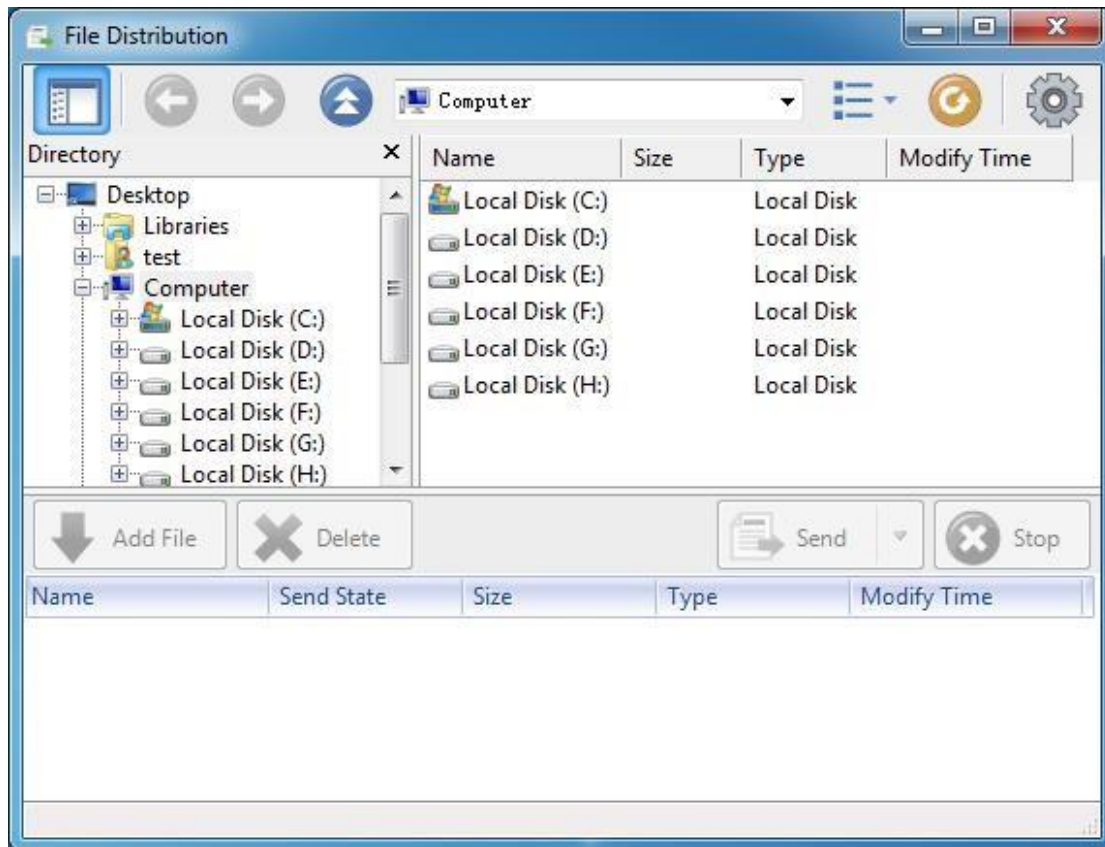 File Distribution
Computer
Directory
Name Size Type Modify Time
Desktop
Libraries
test
Computer
Local Disk (C:)
Local Disk (D:)
Local Disk (E:)
Local Disk (F:)
Local Disk (G:)
Local Disk (H:)
Local Disk (C:) Local Disk
Local Disk (D:) Local Disk
Local Disk (E:) Local Disk
Local Disk (F:) Local Disk
Local Disk (G:) Local Disk
Local Disk (H:) Local Disk
Add File Delete Send Stop
Name Send State Size Type Modify Time